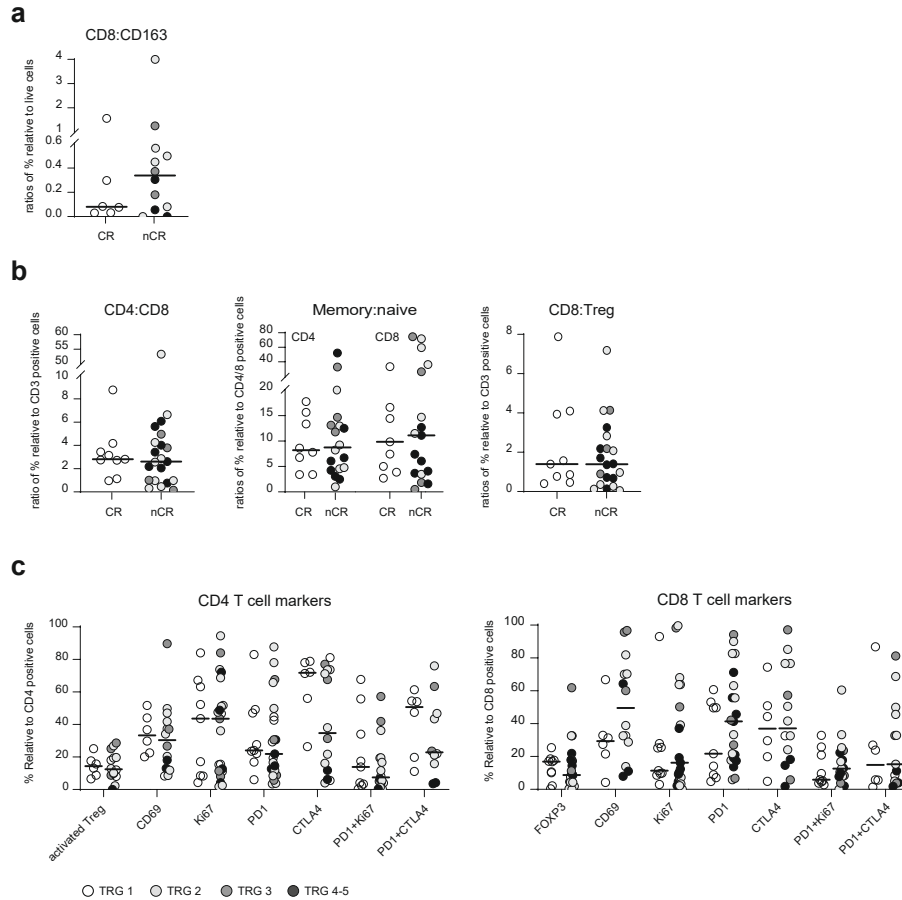 a
CD8:CD163
ratios of % relative to live cells
4
3
2
1
0.6
0.4
0.2
0.0
CR
nCR
b
CD4:CD8
ratio of % relative to CD3 positive cells
60
55
50
10
8
6
4
2
0
CR
nCR
Memory:naive
ratios of % relative to CD4/8 positive cells
CD4
CD8
80
60
40
20
20
15
10
5
0
CR
nCR
CR
nCR
CD8:Treg
ratios of % relative to CD3 positive cells
8
6
4
2
0
CR
nCR
c
CD4 T cell markers
% Relative to CD4 positive cells
100
80
60
40
20
0
activated Treg
CD69
Ki67
PD1
CTLA4
PD1+Ki67
PD1+CTLA4
CD8 T cell markers
% Relative to CD8 positive cells
100
80
60
40
20
0
FOXP3
CD69
Ki67
PD1
CTLA4
PD1+Ki67
PD1+CTLA4
TRG 1
TRG 2
TRG 3
TRG 4-5